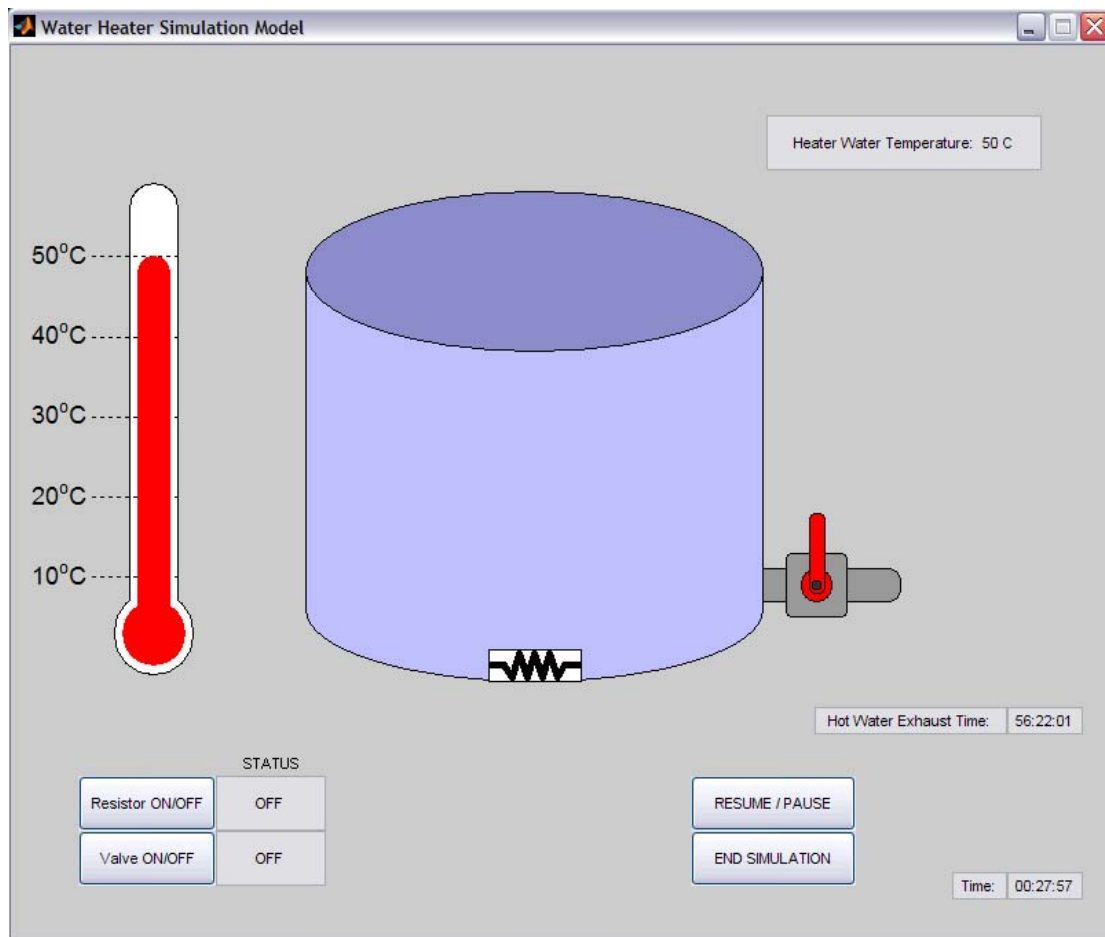 Water Heater Simulation Model
Heater Water Temperature: 50 C
50°C
40°C
30°C
20°C
10°C
Hot Water Exhaust Time: 56:22:01
STATUS
Resistor ON/OFF OFF
RESUME / PAUSE
Valve ON/OFF OFF
END SIMULATION
Time: 00:27:57